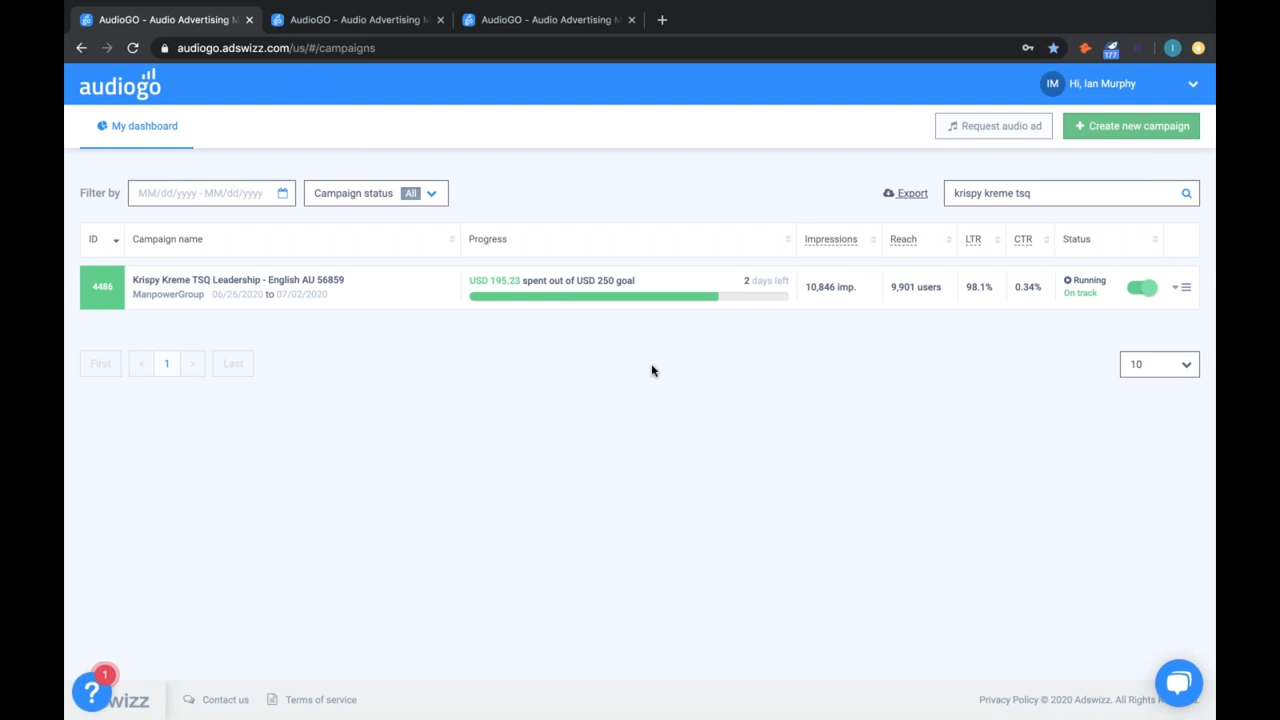 AudioGO - Audio Advertising M
AudioGO - Audio Advertising M
AudioGO - Audio Advertising M
audiogo.adswizz.com/us/#/campaigns
177
I
audiogo
IM Hi, Ian Murphy
My dashboard
Request audio ad
+ Create new campaign
Filter by
MM/dd/yyyy - MM/dd/yyyy
Campaign status All
Export
krispy kreme tsq
ID Campaign name Progress Impressions Reach LTR CTR Status
4486
Krispy Kreme TSQ Leadership - English AU 56859
ManpowerGroup 06/26/2020 to 07/02/2020
USD 195.23 spent out of USD 250 goal
2 days left
10,846 imp.
9,901 users
98.1%
0.34%
Running
On track
First < 1 > Last
10
1
?
wizz
Contact us
Terms of service
Privacy Policy © 2020 Adswizz. All Rights